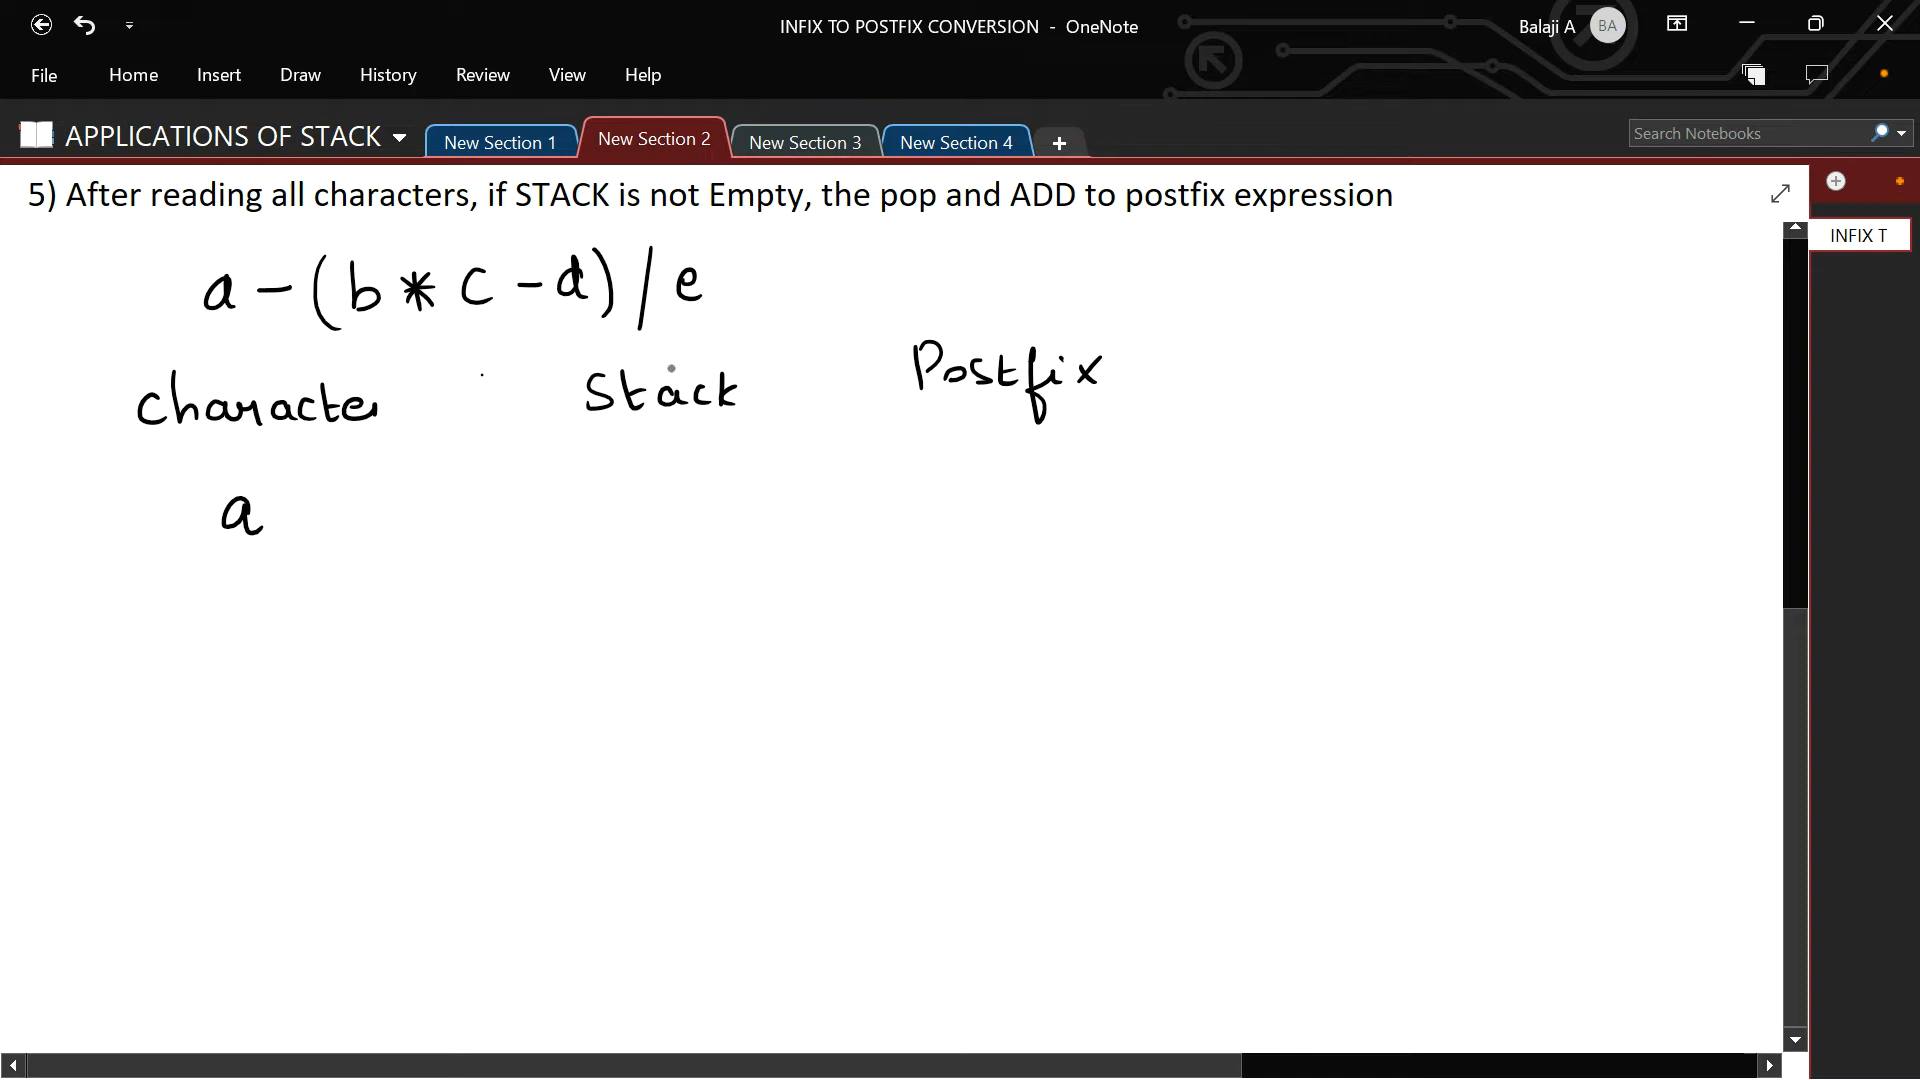 INFIX TO POSTFIX CONVERSION - OneNote
Balaji A BA
File Home Insert Draw History Review View Help
APPLICATIONS OF STACK New Section 1 New Section 2 New Section 3 New Section 4 + Search Notebooks
5) After reading all characters, if STACK is not Empty, the pop and ADD to postfix expression
INFIX T
a - (b * c - d) / e
Character Stack Postfix
a